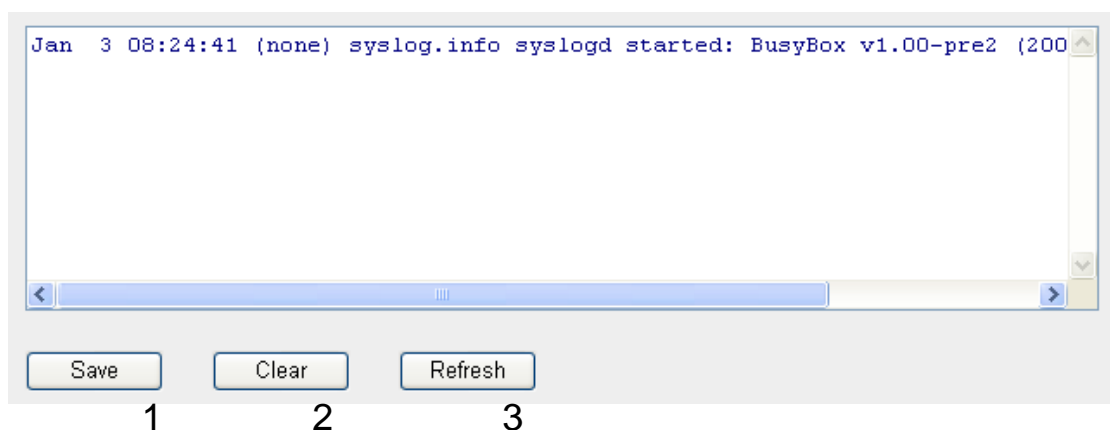 Jan  3 08:24:41 (none) syslog.info syslogd started: BusyBox v1.00-pre2 (200
Save Clear Refresh
1 2 3